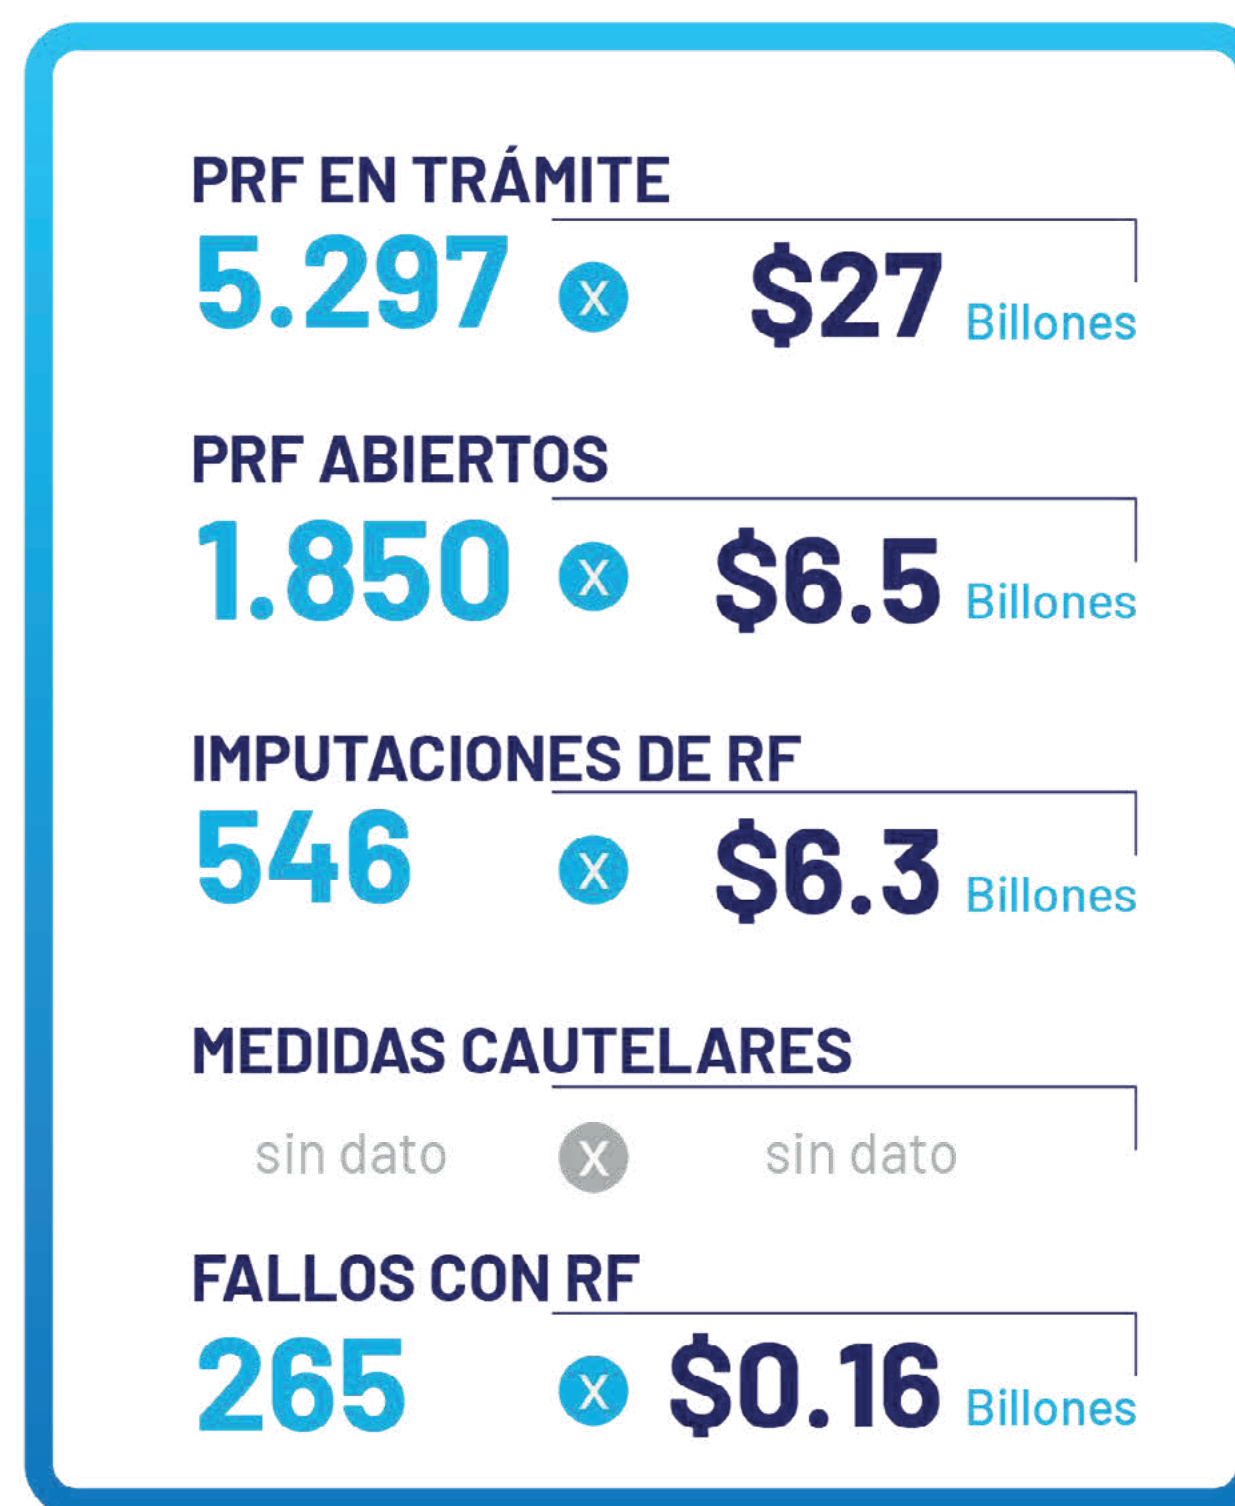 PRF EN TRÁMITE
5.297 X $27 Billones
PRF ABIERTOS
1.850 X $6.5 Billones
IMPUTACIONES DE RF
546 X $6.3 Billones
MEDIDAS CAUTELARES
sin dato X sin dato
FALLOS CON RF
265 X $0.16 Billones